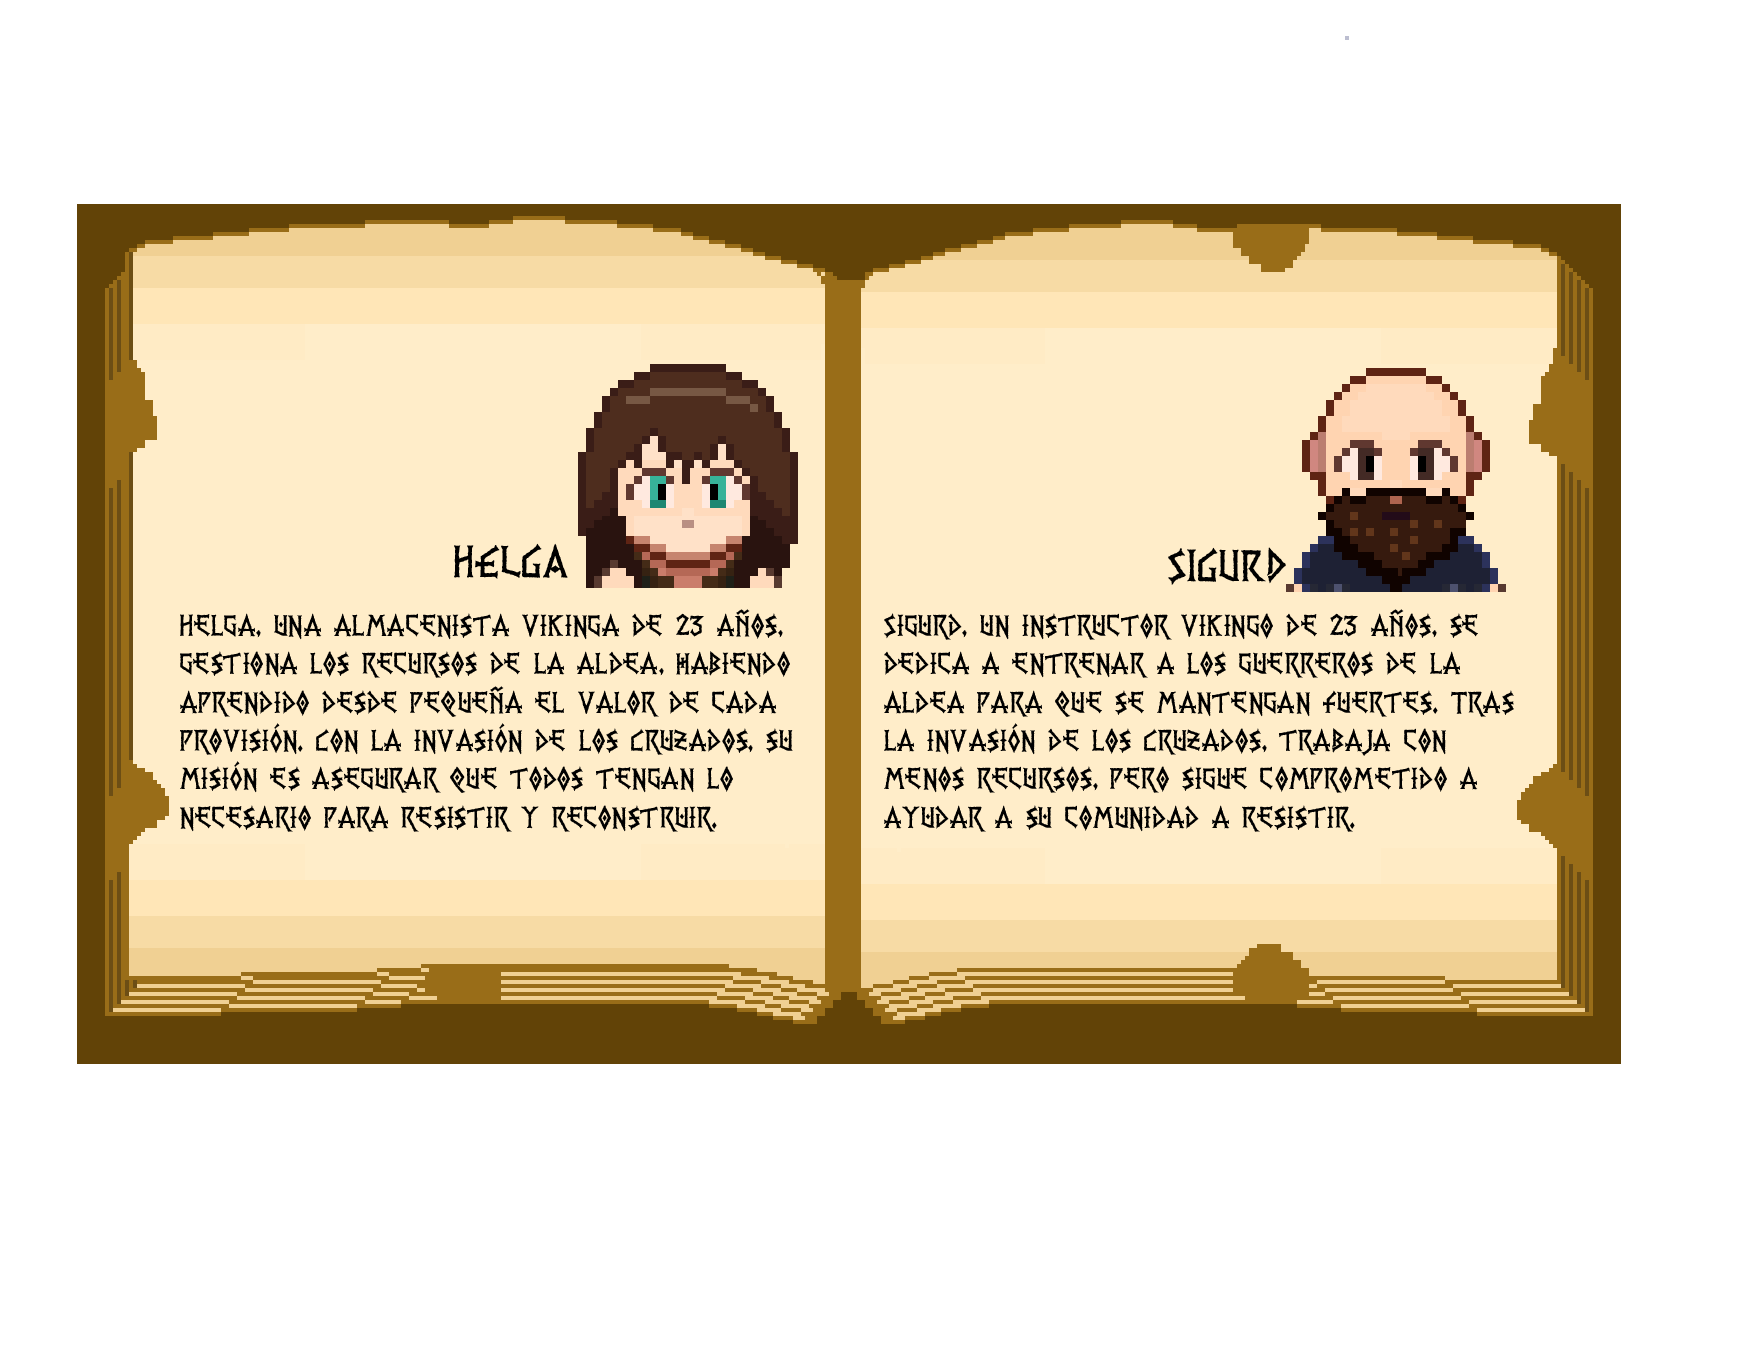 HELGA
HELGA, UNA ALMACENISTA VIKINGA DE 23 AÑOS,
GESTIONA LOS RECURSOS DE LA ALDEA, HABIENDO
APRENDIDO DESDE PEQUEÑA EL VALOR DE CADA
PROVISIÓN. CON LA INVASIÓN DE LOS CRUZADOS, SU
MISIÓN ES ASEGURAR QUE TODOS TENGAN LO
NECESARIO PARA RESISTIR Y RECONSTRUIR.
SIGURD
SIGURD, UN INSTRUCTOR VIKINGO DE 23 AÑOS, SE
DEDICA A ENTRENAR A LOS GUERREROS DE LA
ALDEA PARA QUE SE MANTENGAN FUERTES. TRAS
LA INVASIÓN DE LOS CRUZADOS, TRABAJA CON
MENOS RECURSOS, PERO SIGUE COMPROMETIDO A
AYUDAR A SU COMUNIDAD A RESISTIR.